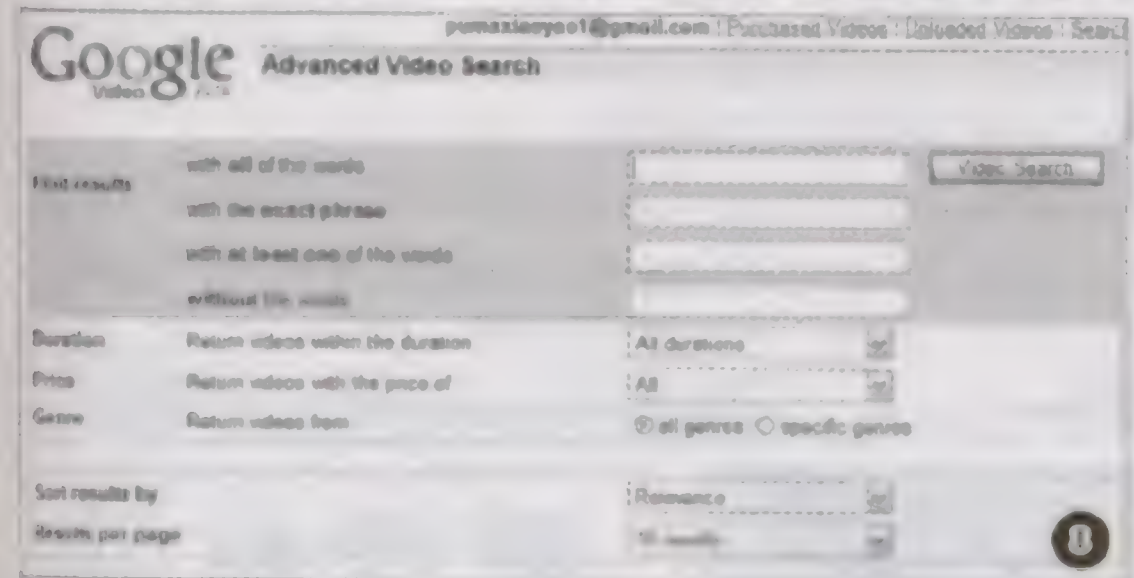 Purchased Videos | Uploaded Videos | Search
Google
Video
Advanced Video Search
Find results
with all of the words
Video Search
with the exact phrase
with at least one of the words
without the words
Duration Return videos within the duration All durations
Price Return videos with the price of All
Genre Return videos from all genres specific genres
Sort results by Relevance
Results per page
8